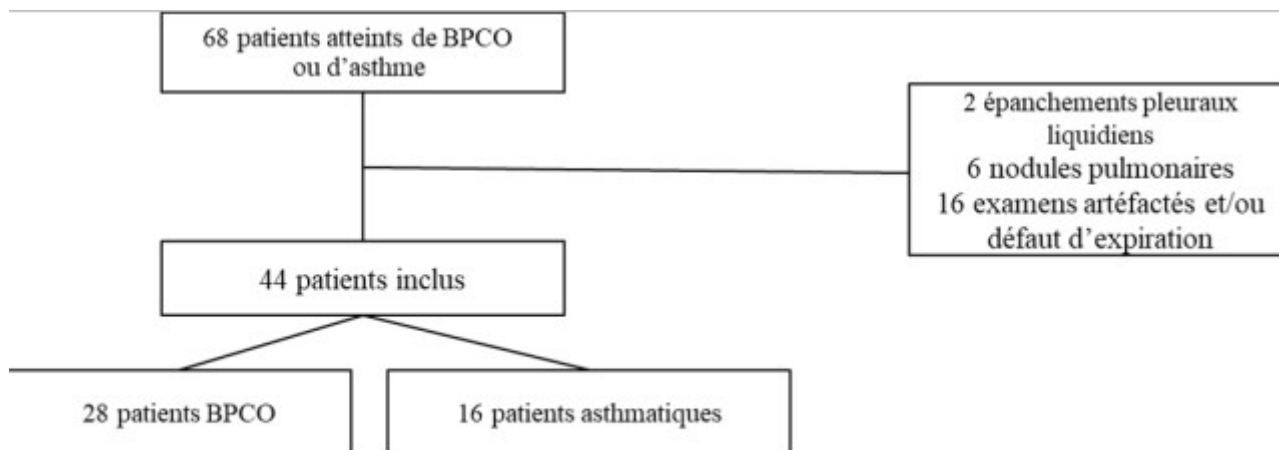 68 patients atteints de BPCO
ou d'asthme
2 épanchements pleuraux
liquidiens
6 nodules pulmonaires
16 examens artéfactés et/ou
défaut d'expiration
44 patients inclus
28 patients BPCO
16 patients asthmatiques